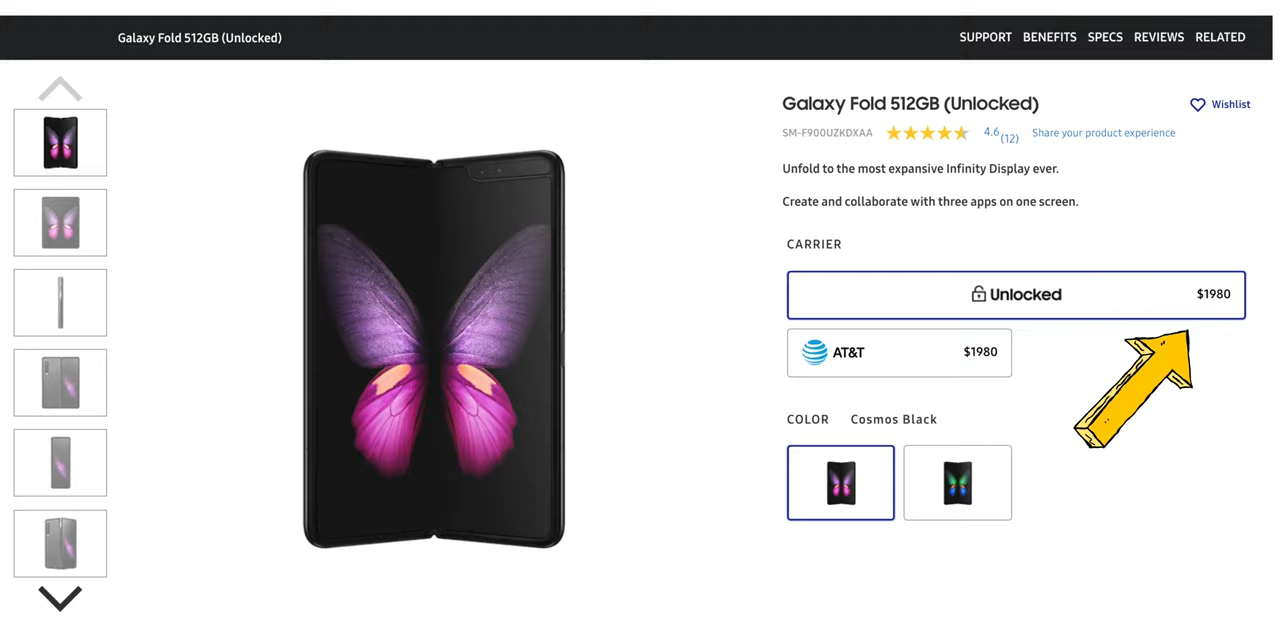 Galaxy Fold 512GB (Unlocked)
SUPPORT BENEFITS SPECS REVIEWS RELATED
Galaxy Fold 512GB (Unlocked)
Wishlist
SM-F900UZKDXAA 4.6 (12) Share your product experience
Unfold to the most expansive Infinity Display ever.
Create and collaborate with three apps on one screen.
CARRIER
Unlocked $1980
AT&T $1980
COLOR Cosmos Black